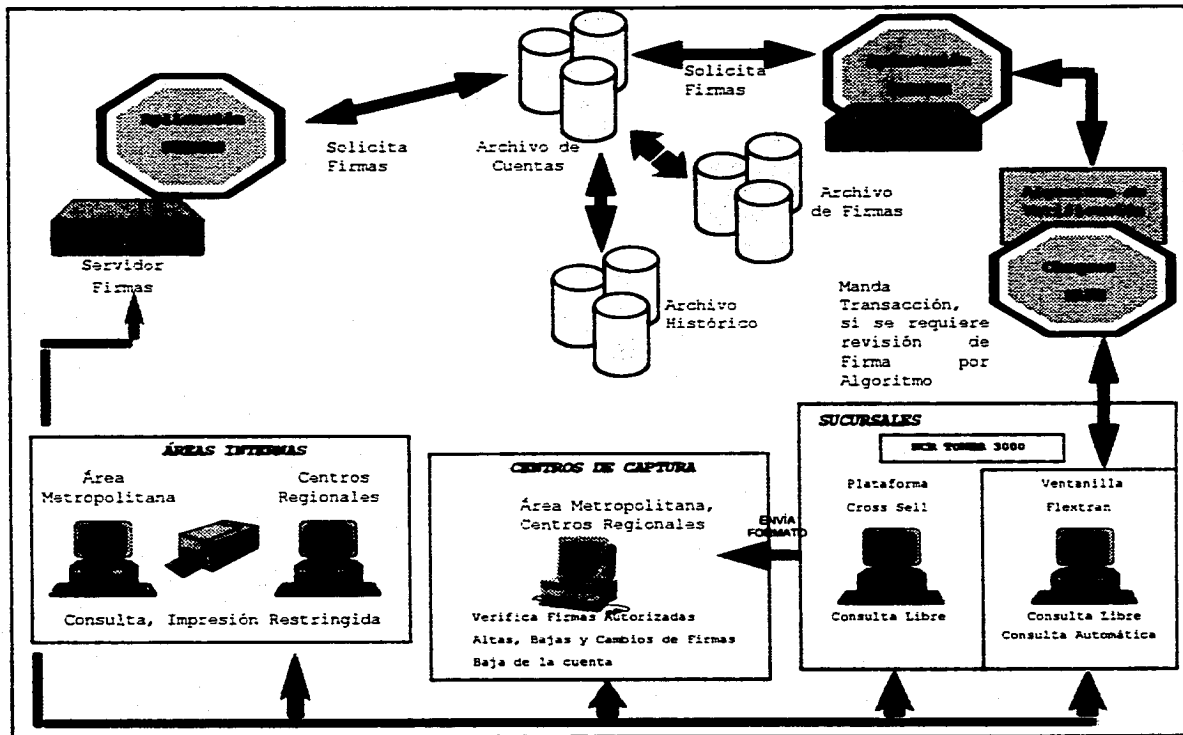 Solicita
Firmas
Solicita
Firmas
Archivo de
Cuentas
Archivo
de Firmas
Servidor
Firmas
Archivo
Histórico
Manda
Transacción,
si se requiere
revisión de
Firma por
Algoritmo
ÁREAS INTERNAS
Área
Metropolitana
Centros
Regionales
Consulta, Impresión Restringida
CENTROS DE CAPTURA
Área Metropolitana,
Centros Regionales
Verifica Firmas Autorizadas
Altas, Bajas y Cambios de Firmas
Baja de la cuenta
ENVÍA
FORMATO
SUCURSALES
NCR TOWER 3000
Plataforma
Cross Sell
Consulta Libre
Ventanilla
Flextran
Consulta Libre
Consulta Automática